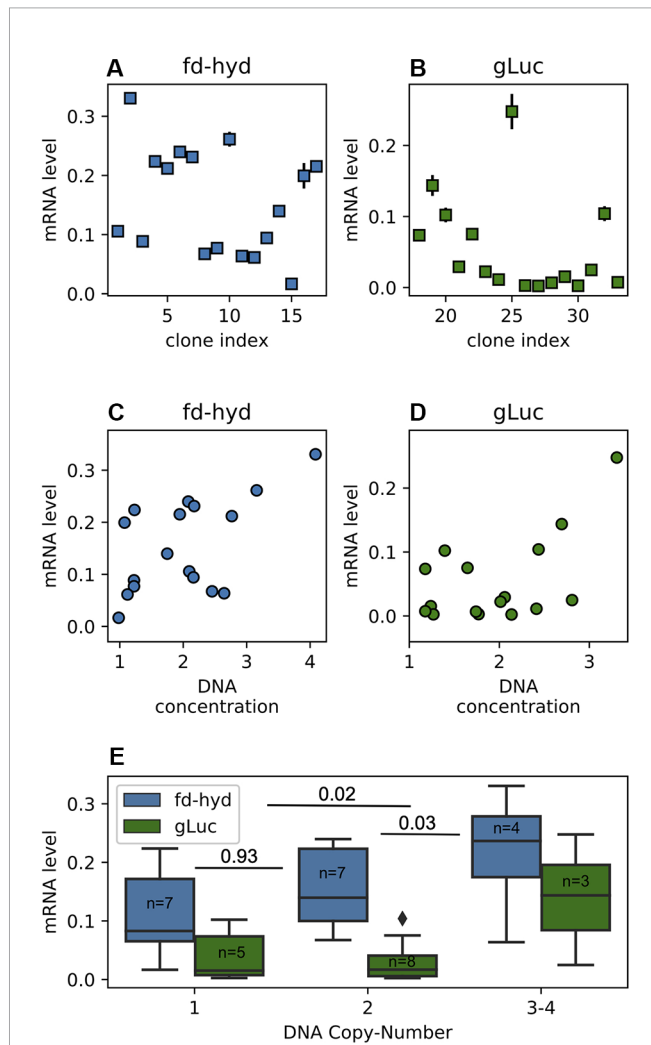 A fd-hyd
mRNA level
0.3
0.2
0.1
0.0
5 10 15
clone index
B gLuc
mRNA level
0.2
0.1
0.0
20 25 30
clone index
C fd-hyd
mRNA level
0.3
0.2
0.1
0.0
1 2 3 4
DNA
concentration
D gLuc
mRNA level
0.2
0.1
0.0
1 2 3
DNA
concentration
E
mRNA level
0.3
0.2
0.1
0.0
fd-hyd
gLuc
0.02
0.03
0.93
n=7
n=5
n=7
n=8
n=4
n=3
1 2 3-4
DNA Copy-Number